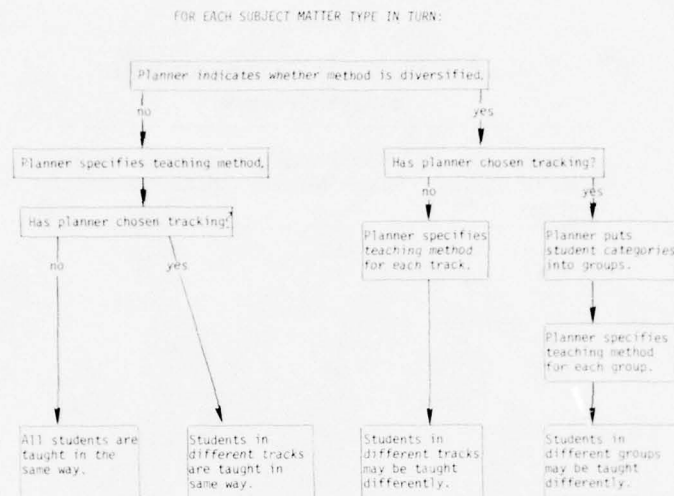 FOR EACH SUBJECT MATTER TYPE IN TURN:
Planner indicates whether method is diversified.
no
yes
Planner specifies teaching method.
Has planner chosen tracking?
no
yes
Has planner chosen tracking?
Planner specifies
teaching method
for each track.
Planner puts
student categories
into groups.
no
yes
Planner specifies
teaching method
for each group.
All students are
taught in the
same way.
Students in
different tracks
are taught in
same way.
Students in
different tracks
may be taught
differently.
Students in
different groups
may be taught
differently.